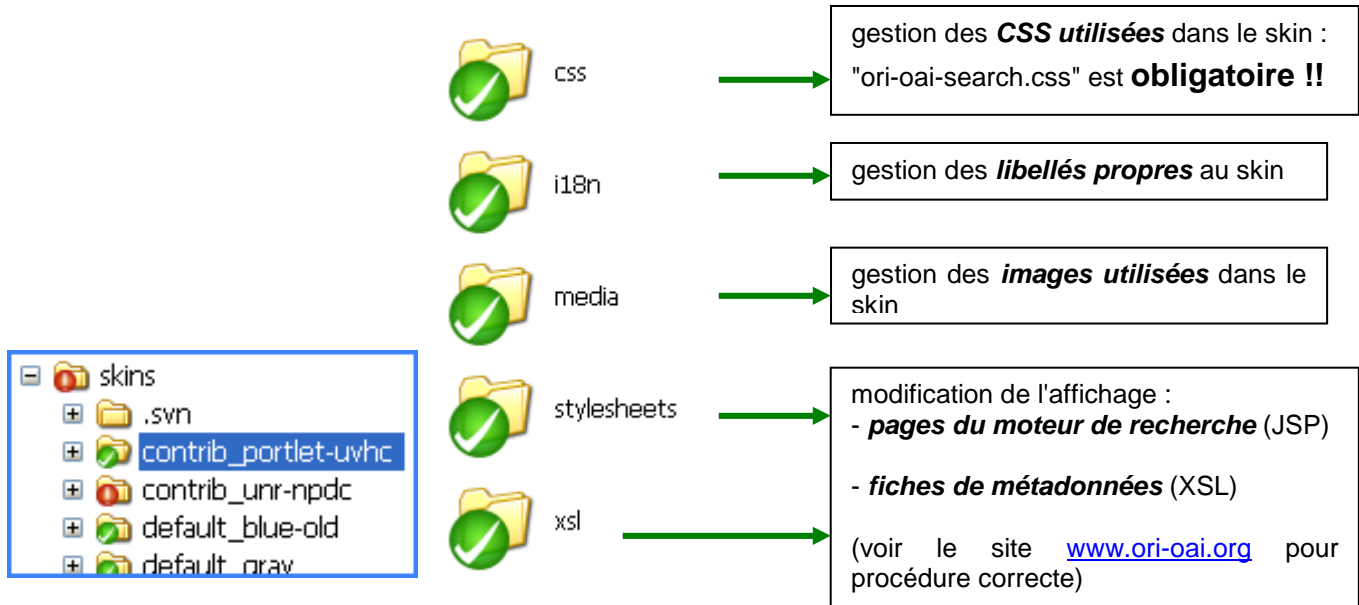 css
gestion des CSS utilisées dans le skin :
"ori-oai-search.css" est obligatoire !!
i18n
gestion des libellés propres au skin
media
gestion des images utilisées dans le
skin
skins
.svn
contrib_portlet-uvhc
contrib_unr-npdc
default_blue-old
default_gray
stylesheets
xsl
modification de l'affichage :
- pages du moteur de recherche (JSP)
- fiches de métadonnées (XSL)
(voir le site www.ori-oai.org pour
procédure correcte)